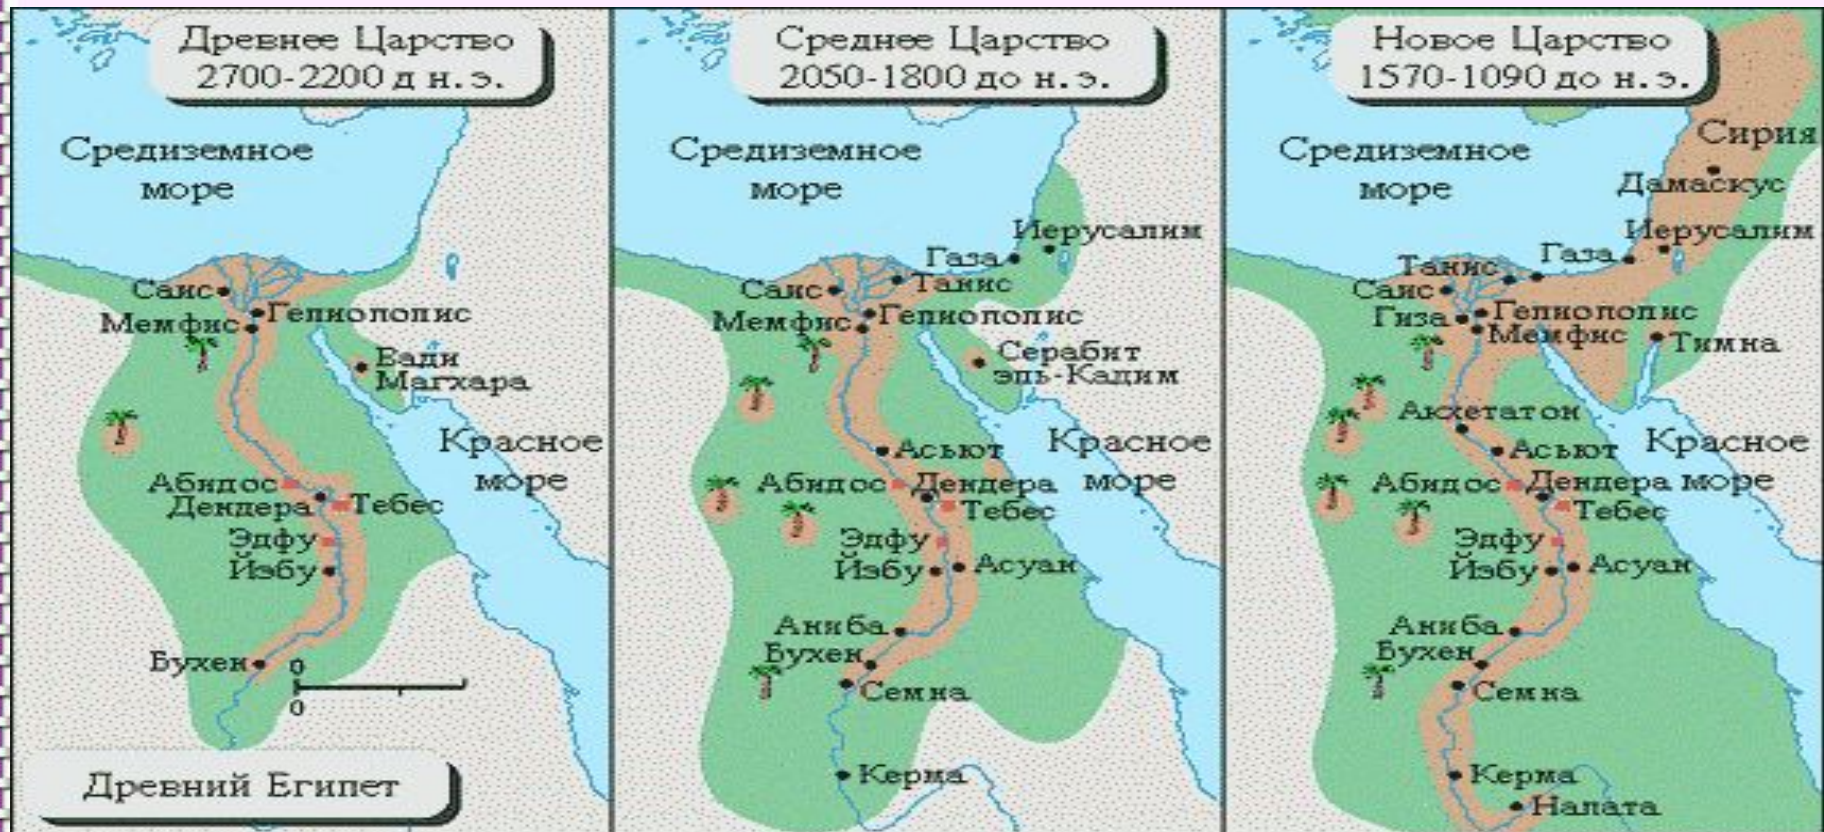 Древнее Царство
2700-2200 д н. э.
Средиземное
море
Саис
Гелиополис
Мемфис
Вади
Магхара
Красное
море
Абидос
Дендера
Тебес
Эдфу
Йэбу
Бухен
0
0
Древний Египет
Среднее Царство
2050-1800 до н. э.
Средиземное
море
Иерусалим
Газа
Танис
Саис
Гелиополис
Мемфис
Серабит
эль-Кадим
Красное
море
Асьют
Абидос
Дендера
Тебес
Эдфу
Йэбу
Асуан
Аниба
Бухен
Семна
Керма
Новое Царство
1570-1090 до н. э.
Средиземное
море
Сирия
Дамаскус
Иерусалим
Газа
Танис
Саис
Гелиополис
Гиза
Мемфис
Тимна
Акхетатон
Асьют
Красное
море
Абидос
Дендера
Тебес
Эдфу
Йэбу
Асуан
Аниба
Бухен
Семна
Керма
Напата